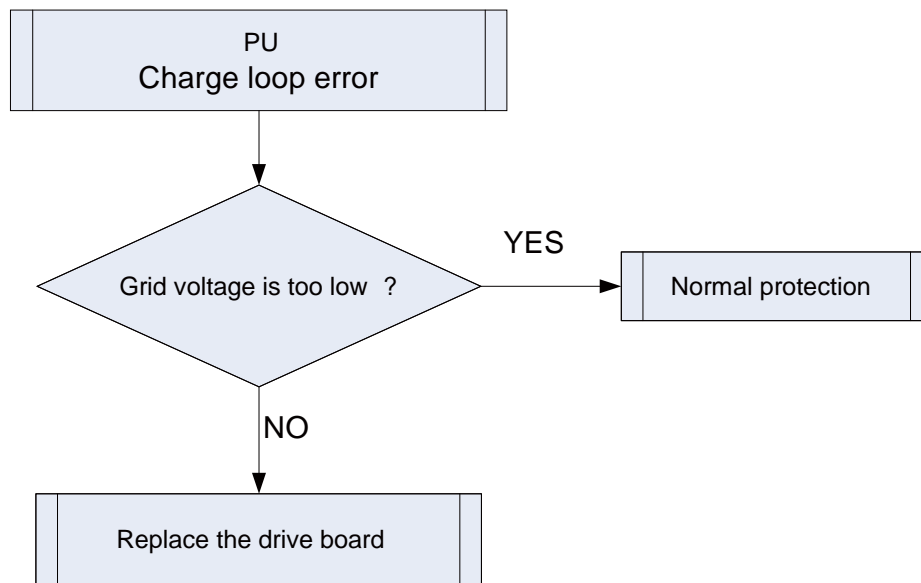 PU
Charge loop error
YES
Grid voltage is too low ?
Normal protection
NO
Replace the drive board